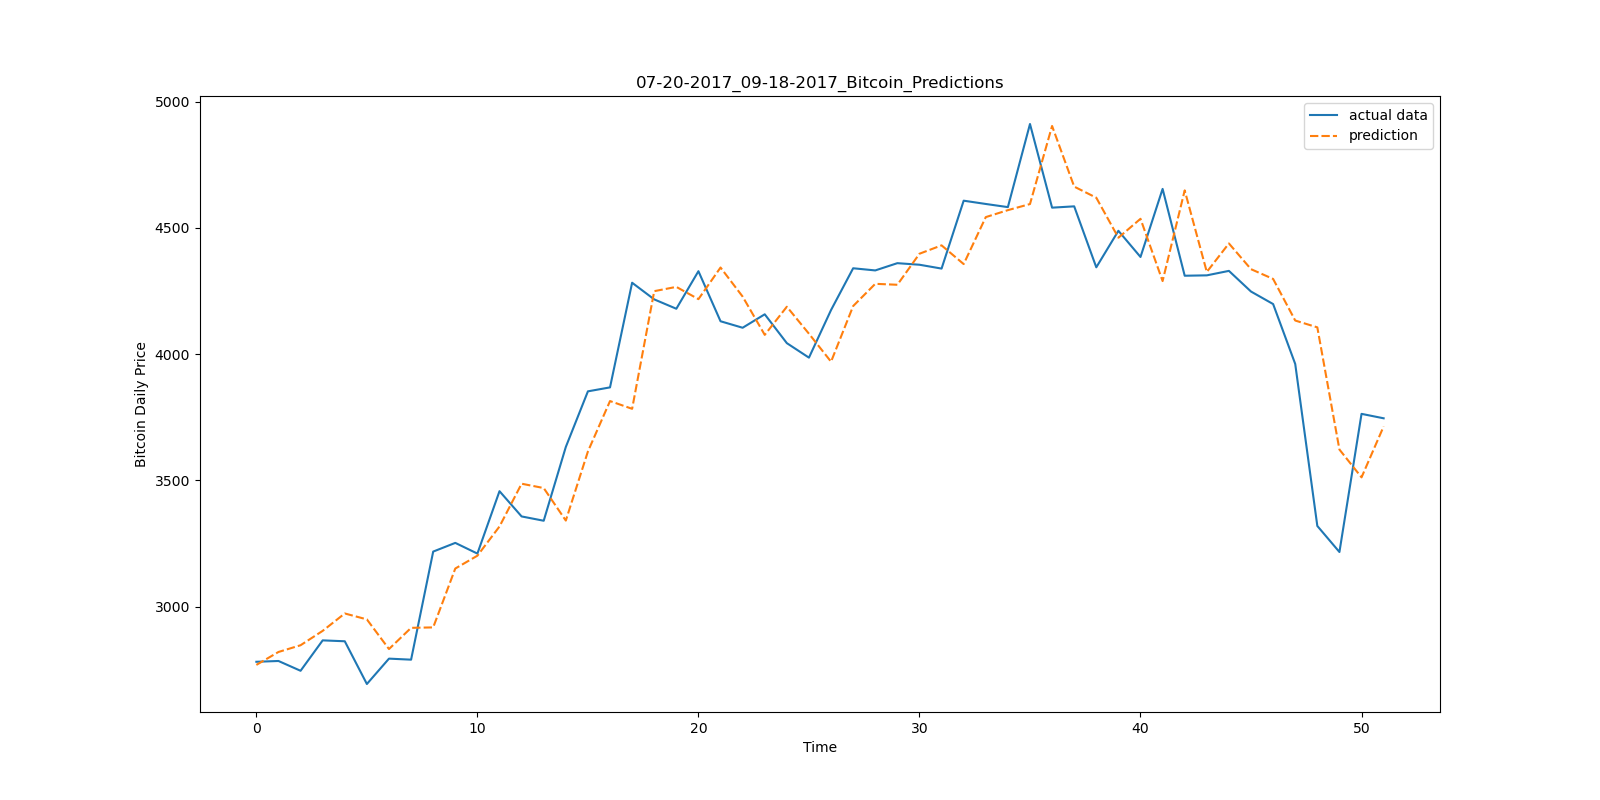 07-20-2017_09-18-2017_Bitcoin_Predictions
5000
4500
4000
3500
3000
Bitcoin Daily Price
actual data
prediction
0 10 20 30 40 50
Time